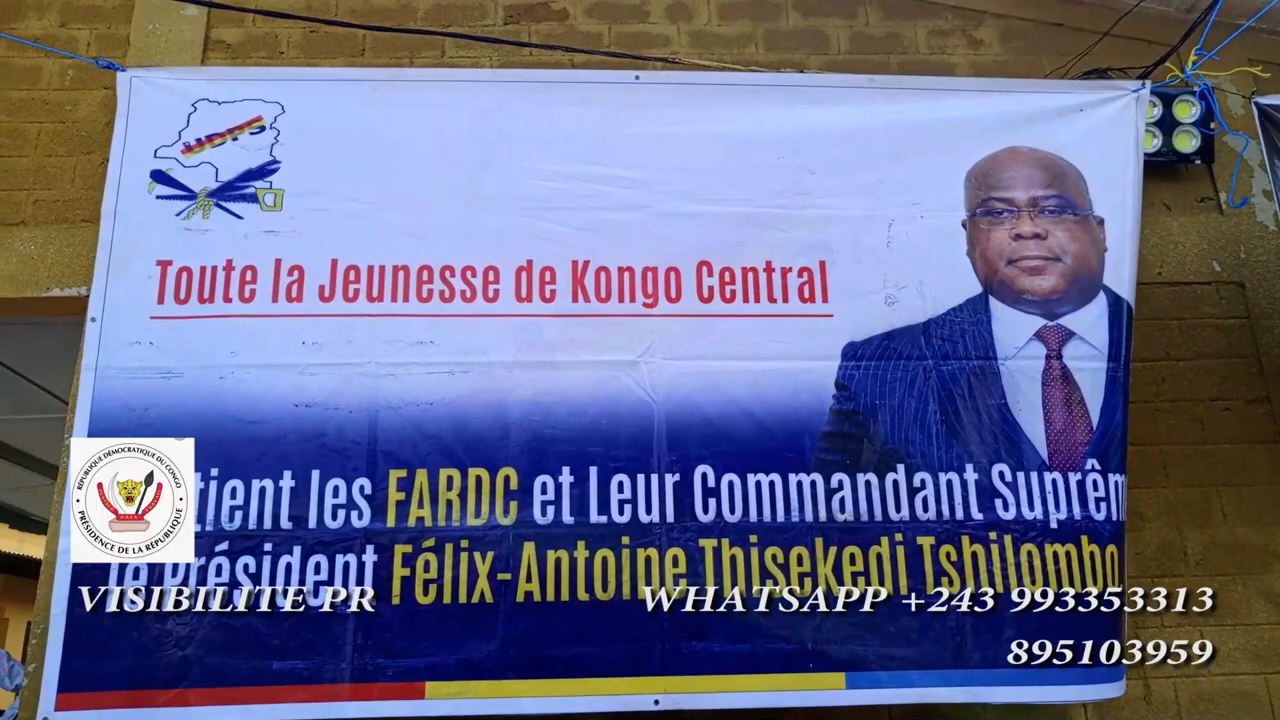 UDPS
Toute la Jeunesse de Kongo Central
tient les FARDC et Leur Commandant Suprêm
le Président Félix-Antoine Thisekedi Tshilombo
RÉPUBLIQUE DÉMOCRATIQUE DU CONGO
PRÉSIDENCE DE LA RÉPUBLIQUE
VISIBILITE PR
WHATSAPP +243 993353313
895103959